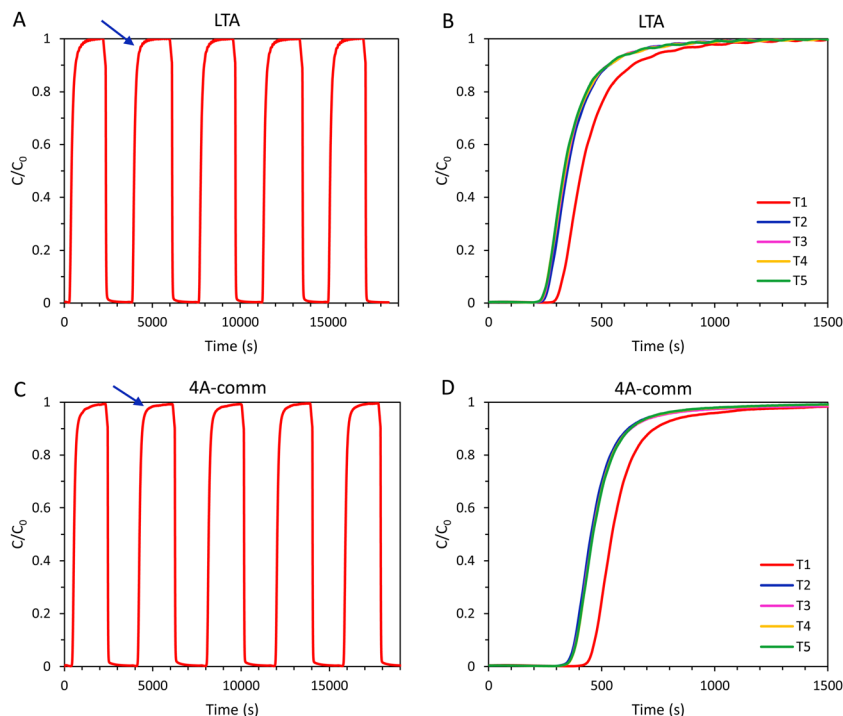 A
LTA
1
0.8
0.6
0.4
0.2
0
C/C₀
0 5000 10000 15000
Time (s)
B
LTA
1
0.8
0.6
0.4
0.2
0
C/C₀
T1
T2
T3
T4
T5
0 500 1000 1500
Time (s)
C
4A-comm
1
0.8
0.6
0.4
0.2
0
C/C₀
0 5000 10000 15000
Time (s)
D
4A-comm
1
0.8
0.6
0.4
0.2
0
C/C₀
T1
T2
T3
T4
T5
0 500 1000 1500
Time (s)